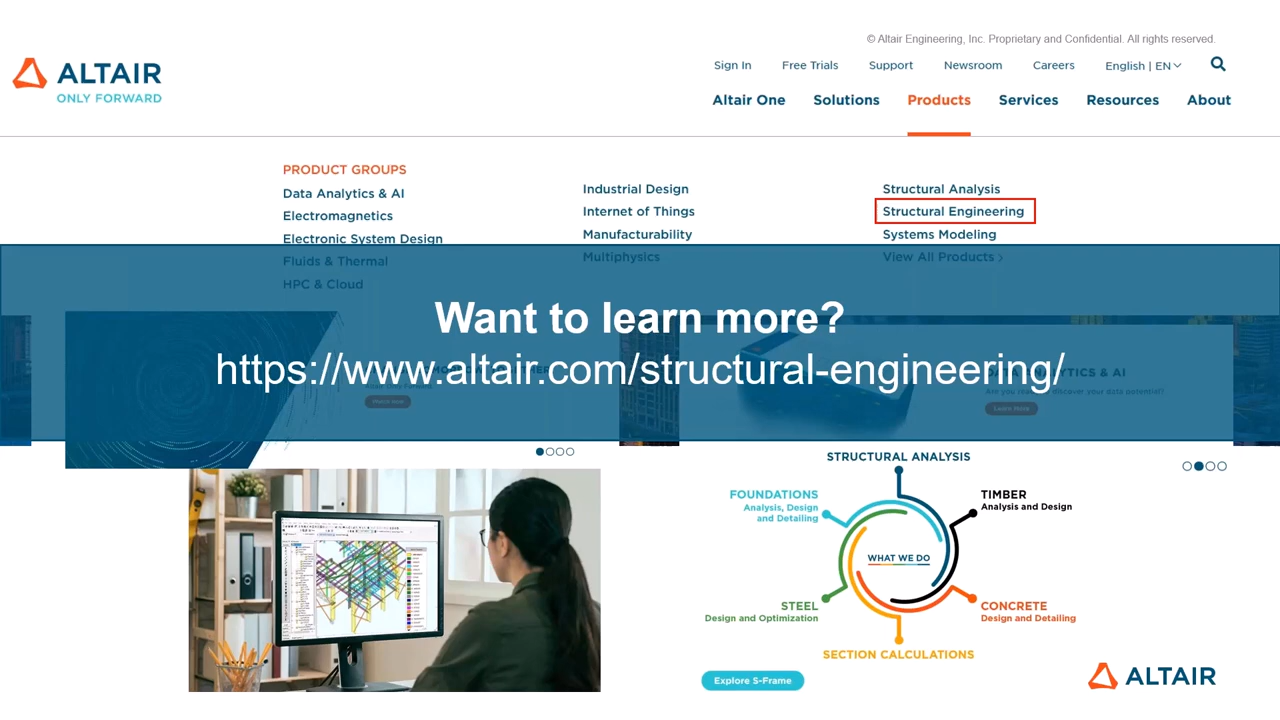 © Altair Engineering, Inc. Proprietary and Confidential. All rights reserved.
ALTAIR
ONLY FORWARD
Sign In
Free Trials
Support
Newsroom
Careers
English | EN
Altair One
Solutions
Products
Services
Resources
About
PRODUCT GROUPS
Data Analytics & AI
Electromagnetics
Electronic System Design
Fluids & Thermal
HPC & Cloud
Industrial Design
Internet of Things
Manufacturability
Multiphysics
Structural Analysis
Structural Engineering
Systems Modeling
View All Products
Want to learn more?
https://www.altair.com/structural-engineering/
Learn More
STRUCTURAL ANALYSIS
FOUNDATIONS
Analysis, Design
and Detailing
TIMBER
Analysis and Design
WHAT WE DO
STEEL
Design and Optimization
CONCRETE
Design and Detailing
SECTION CALCULATIONS
Explore S-Frame
ALTAIR